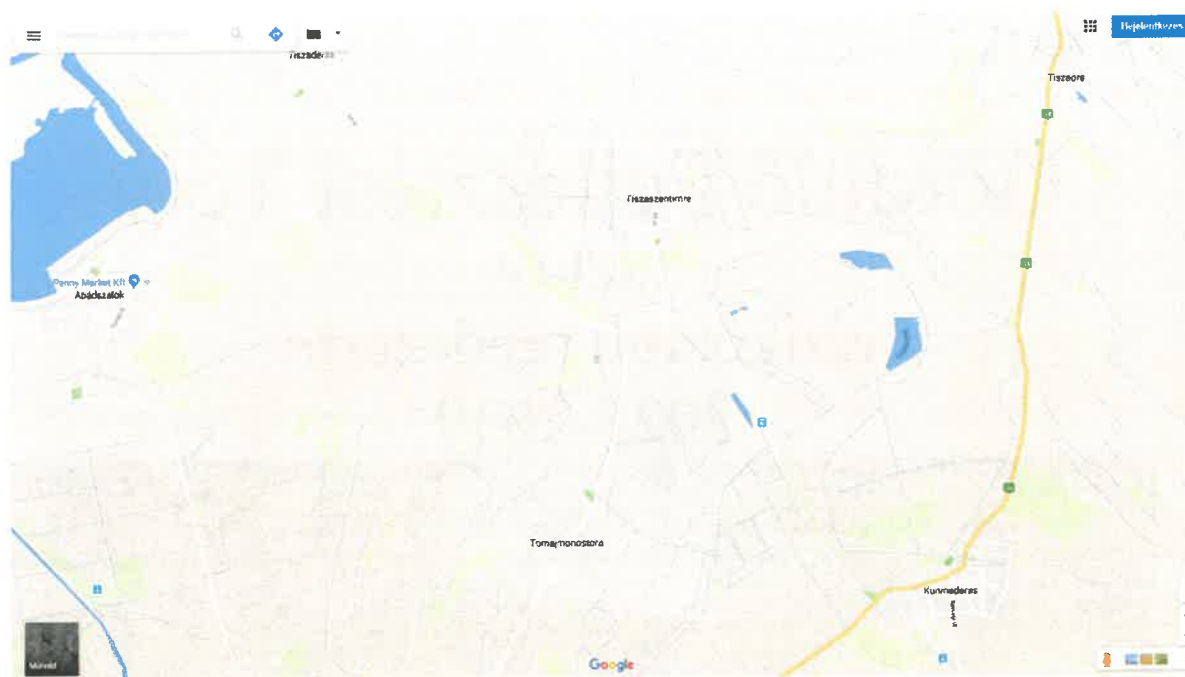 Bejelentkezés
Tiszaderzs
Tiszaörs
Tiszaszentimre
Penny Market Kft
Abádszalók
Tomajmonostora
Kunmadaras
Műhold
Google